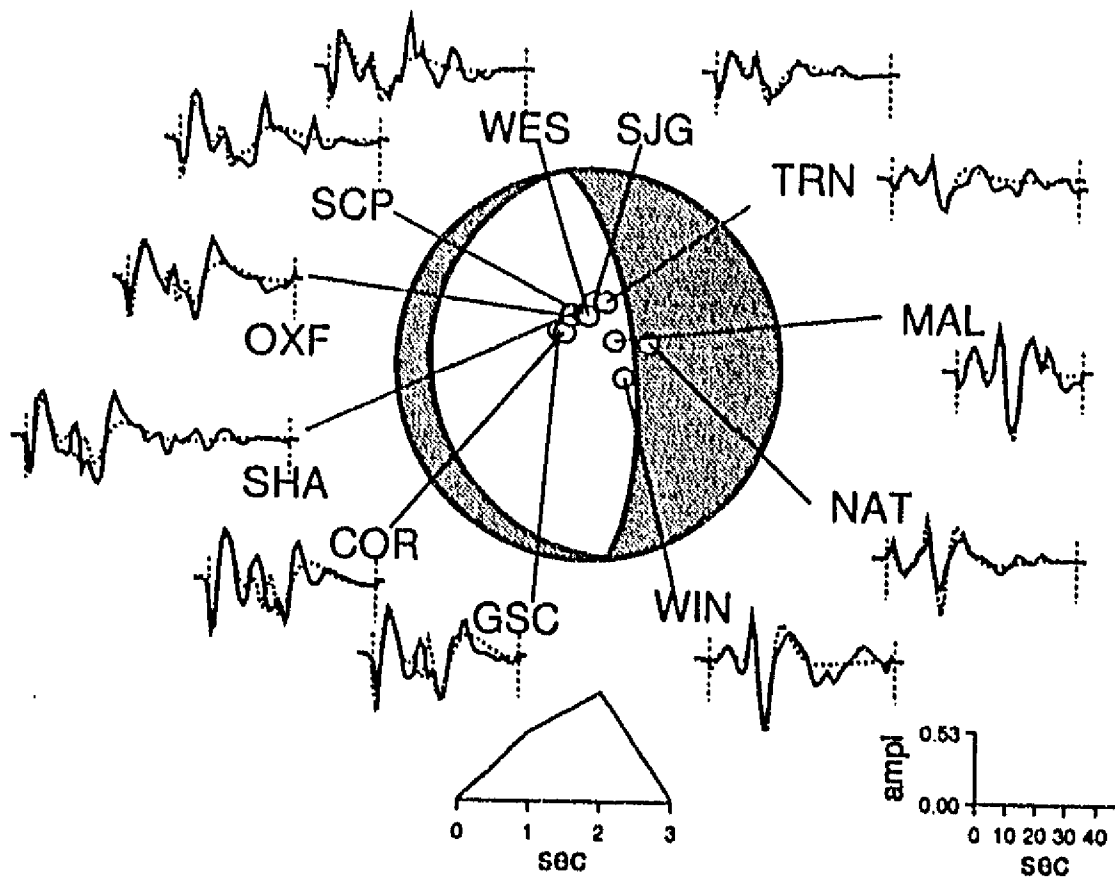 WES SJG
TRN
SCP
OXF
MAL
SHA
NAT
COR
GSC
WIN
ampl
0.53
0.00
0 10 20 30 40
sec
0 1 2 3
sec